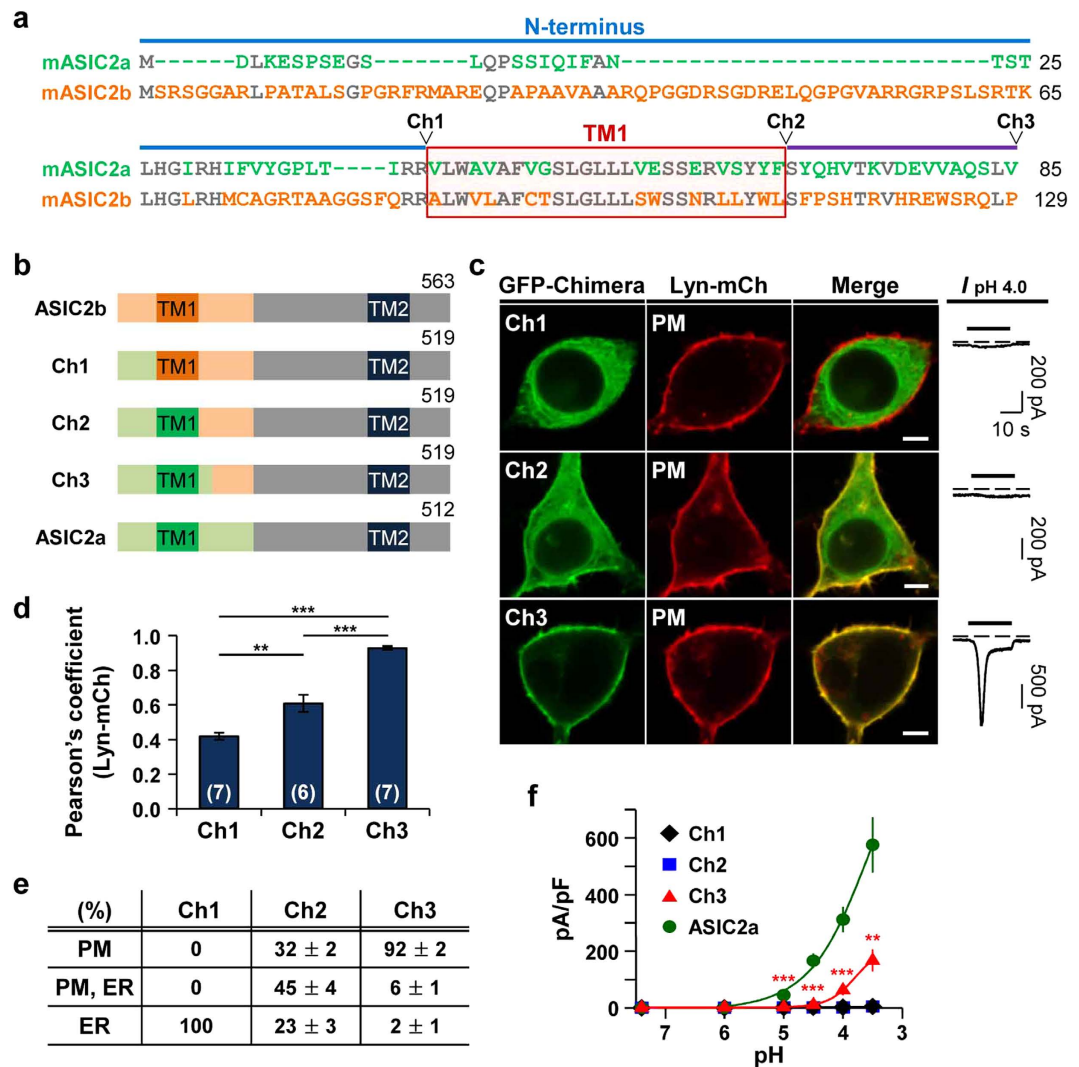 a
N-terminus
mASIC2a M------DLKESPSEGS------LQPSSIQIFAN----------------------TST 25
mASIC2b MSRSGGARLPATALSGPGRFRMAREQPAPAAVAAARQPGGDRSGDRELQGPGVARRGRPSLSRTK 65
Ch1 TM1 Ch2 Ch3
mASIC2a LHGIRHIFVYGPLT----IRRVLWAVAFVGSLGLLLVESSERVSYYFSYQHVTKVDEVVAQSLV 85
mASIC2b LHGLRHMCAGRTAAGGSFQRRALWVLAFCTSLGLLLSWSSNRLLYWLSFPSHTRVHREWSRQLP 129
b
563
ASIC2b TM1 TM2
519
Ch1 TM1 TM2
519
Ch2 TM1 TM2
519
Ch3 TM1 TM2
512
ASIC2a TM1 TM2
c
GFP-Chimera Lyn-mCh Merge I pH 4.0
Ch1 PM
200 pA
10 s
Ch2 PM
200 pA
Ch3 PM
500 pA
d
Pearson's coefficient
(Lyn-mCh)
1.0
0.8
0.6
0.4
0.2
0.0
***
** ***
(7) (6) (7)
Ch1 Ch2 Ch3
e
(%) Ch1 Ch2 Ch3
PM 0 32 ± 2 92 ± 2
PM, ER 0 45 ± 4 6 ± 1
ER 100 23 ± 3 2 ± 1
f
pA/pF
600
400
200
0
Ch1
Ch2
Ch3
ASIC2a
*** *** *** **
7 6 5 4 3
pH